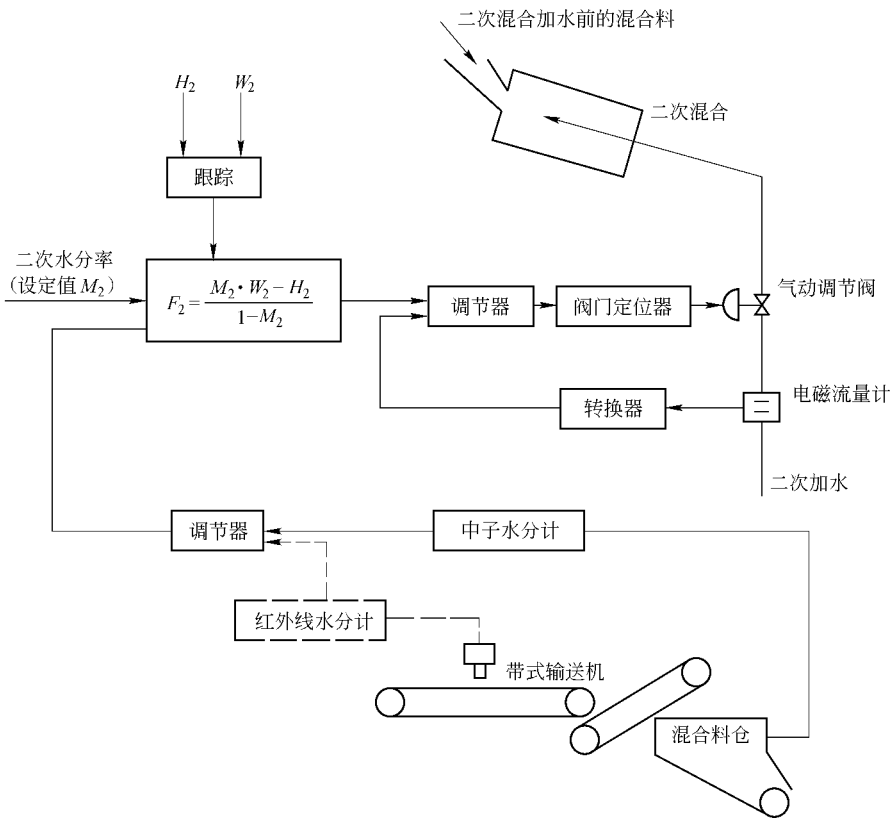 二次混合加水前的混合料
H₂
W₂
二次混合
跟踪
二次水分率
（设定值 M₂）
F₂ = (M₂·W₂−H₂)/(1−M₂)
调节器
阀门定位器
气动调节阀
转换器
电磁流量计
二次加水
调节器
中子水分计
红外线水分计
带式输送机
混合料仓